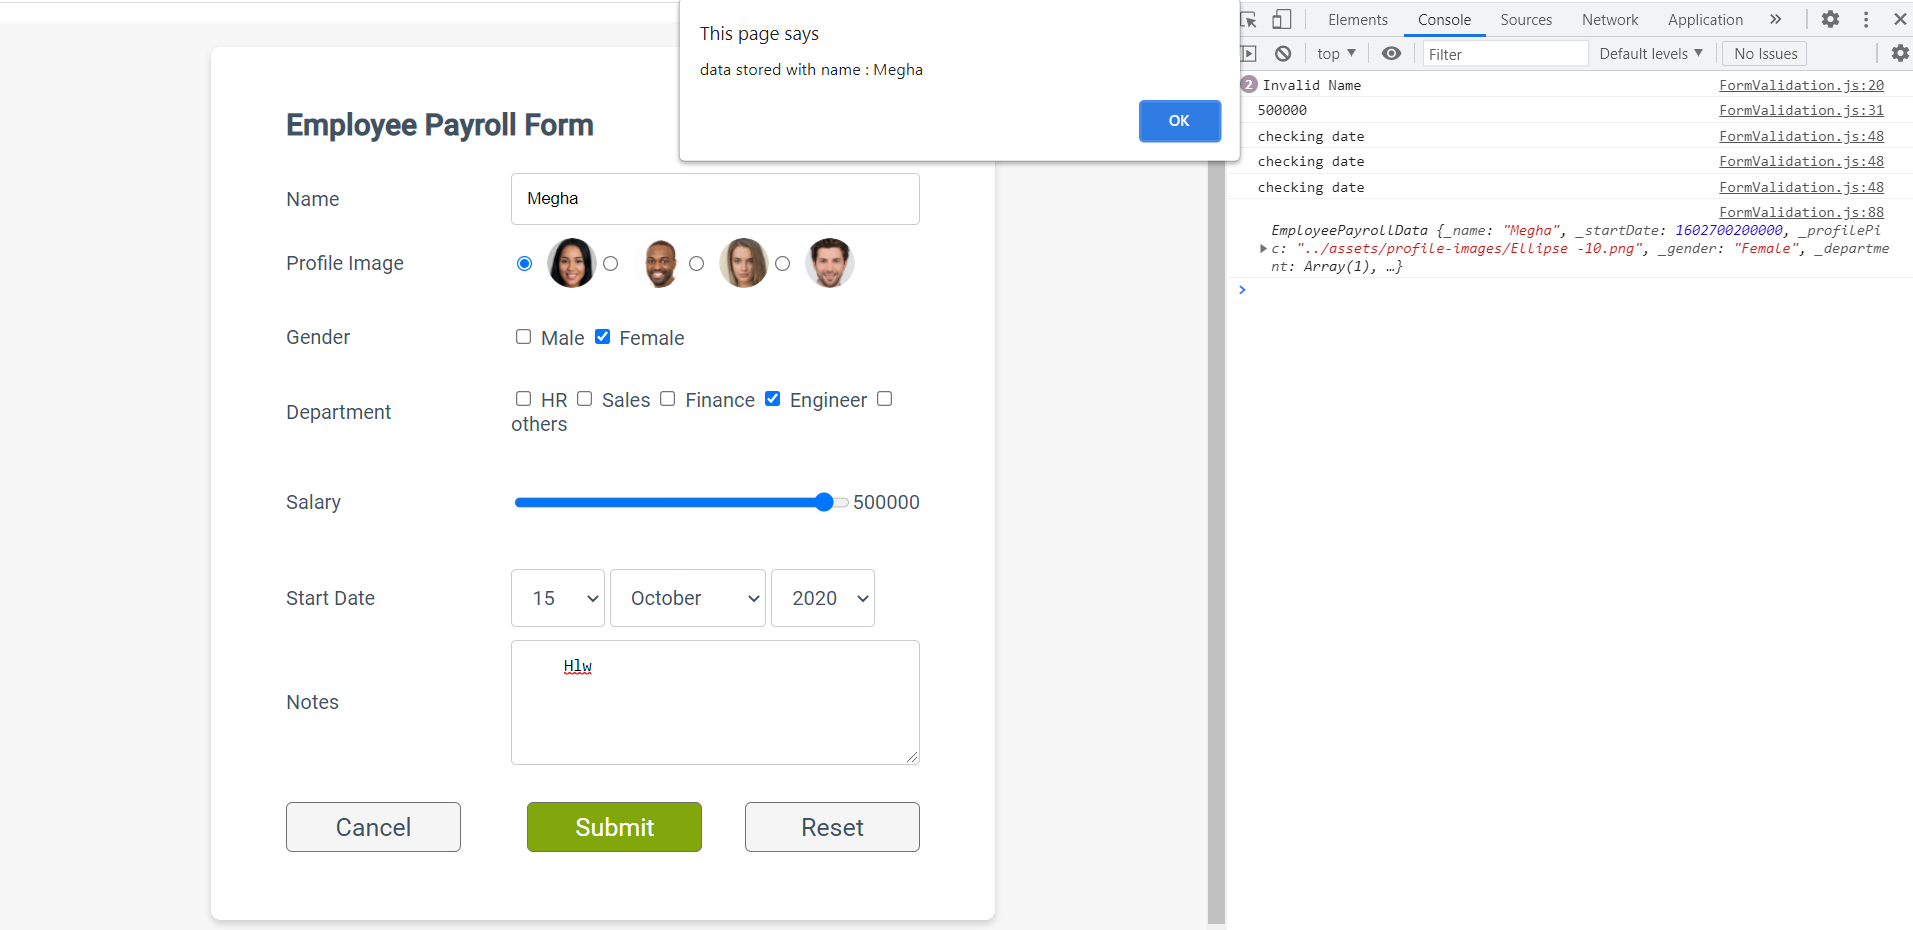 This page says
data stored with name : Megha
OK
Employee Payroll Form
Name
Megha
Profile Image
Gender
Male Female
Department
HR Sales Finance Engineer
others
Salary
500000
Start Date
15 October 2020
Notes
Hlw
Cancel Submit Reset
Elements Console Sources Network Application »
top ▼ Filter Default levels ▼ No Issues
2 Invalid Name FormValidation.js:20
500000 FormValidation.js:31
checking date FormValidation.js:48
checking date FormValidation.js:48
checking date FormValidation.js:48
FormValidation.js:88
EmployeePayrollData {_name: "Megha", _startDate: 1602700200000, _profilePi
c: "../assets/profile-images/Ellipse -10.png", _gender: "Female", _departme
nt: Array(1), …}